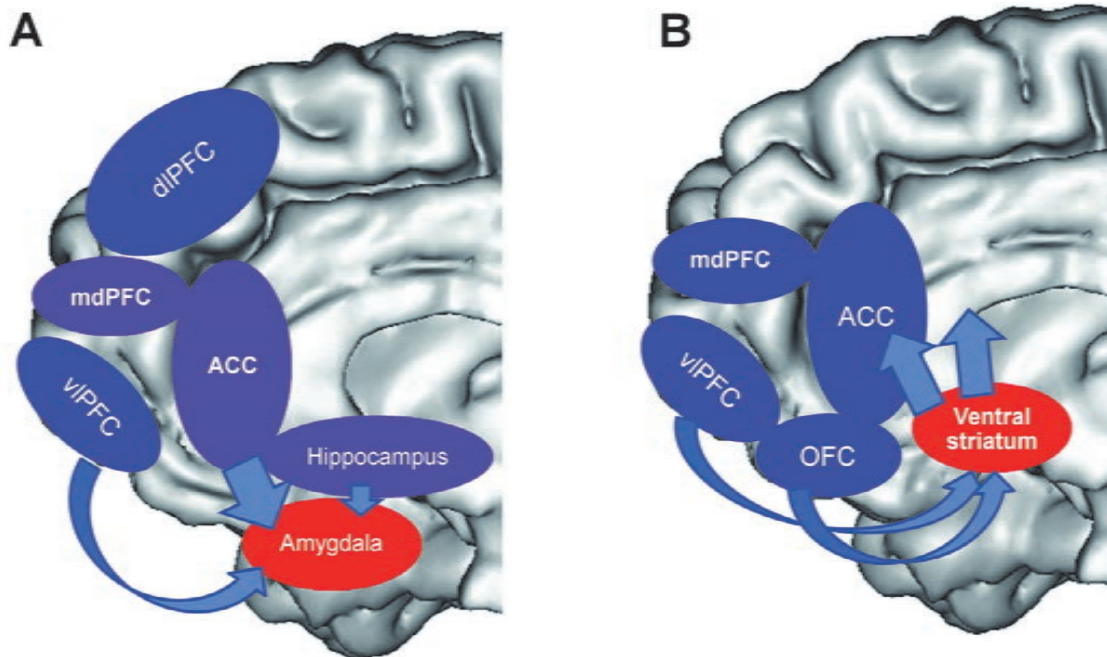 A
dlPFC
mdPFC
ACC
vlPFC
Hippocampus
Amygdala
B
mdPFC
ACC
vlPFC
Ventral
striatum
OFC